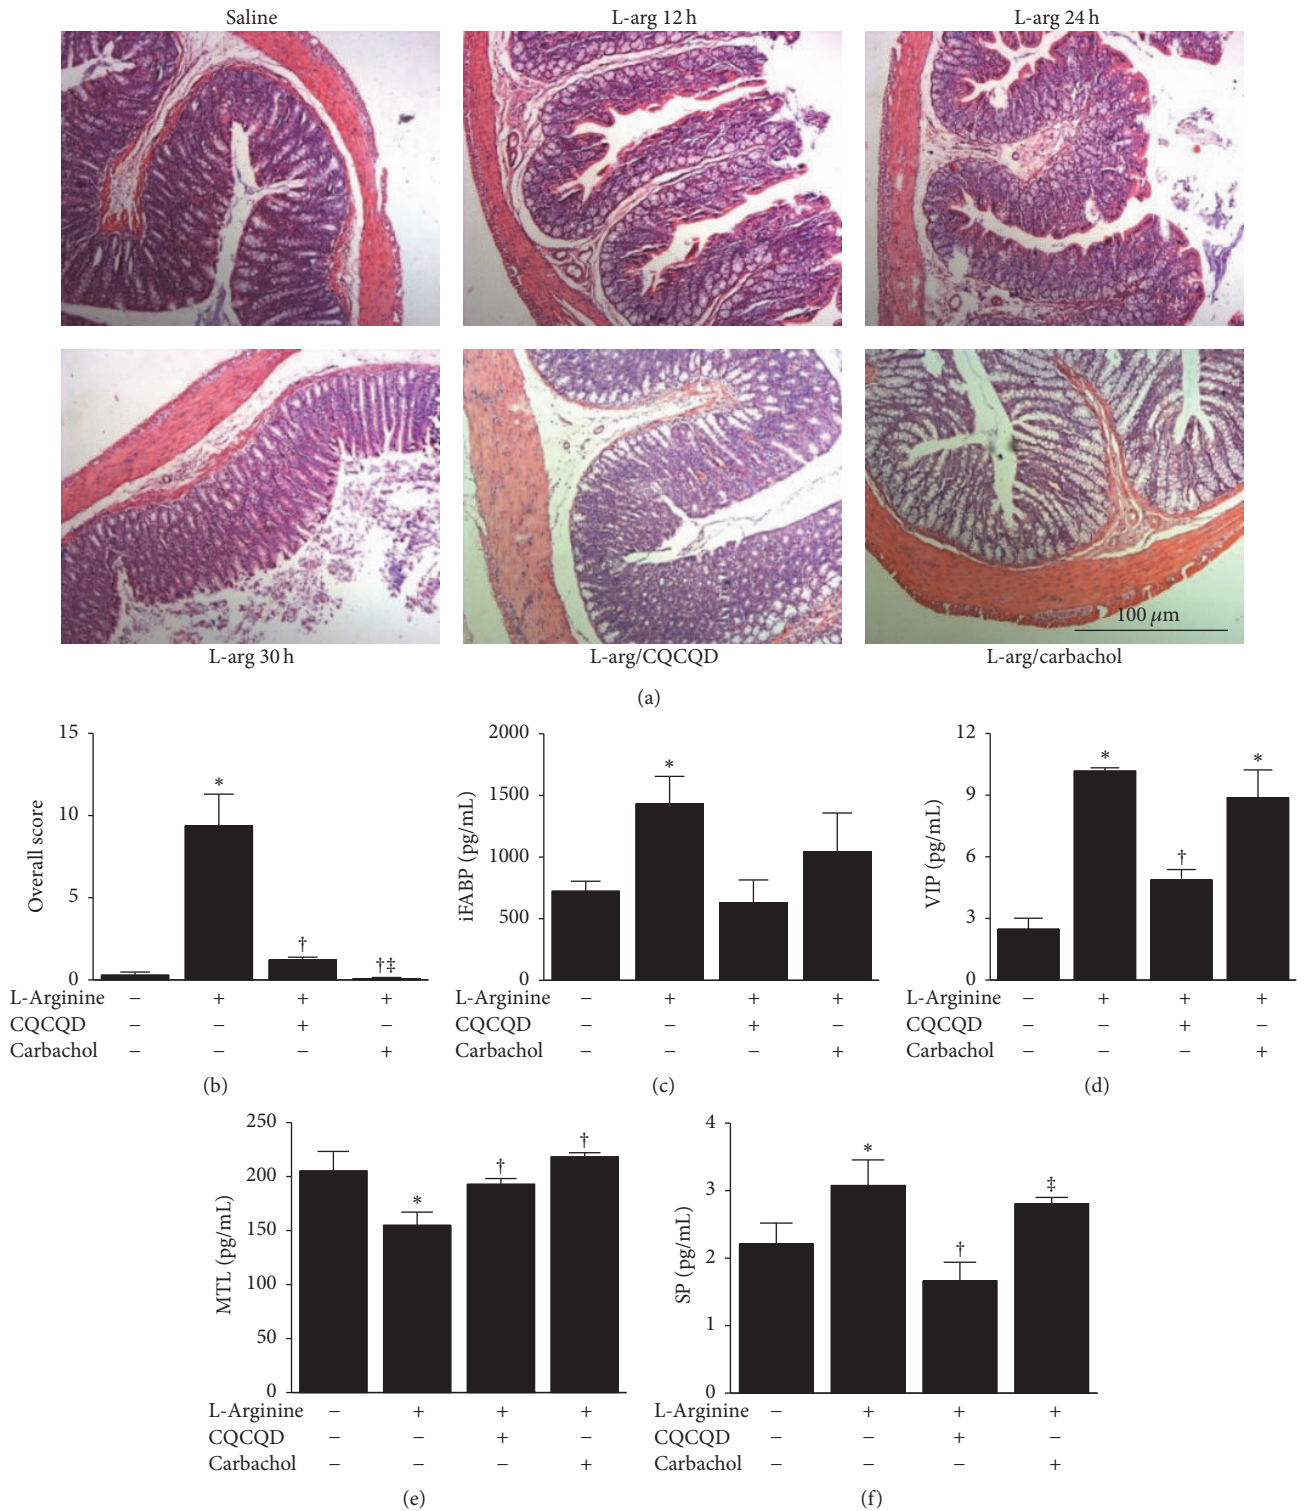 Saline L-arg 12 h L-arg 24 h
100 μm
L-arg 30 h L-arg/CQCQD L-arg/carbachol
(a)
15
10
5
0
Overall score
*
†
†‡
L-Arginine − + + +
CQCQD − − + −
Carbachol − − − +
(b)
2000
1500
1000
500
0
iFABP (pg/mL)
*
L-Arginine − + + +
CQCQD − − + −
Carbachol − − − +
(c)
12
9
6
3
0
VIP (pg/mL)
*
†
*
L-Arginine − + + +
CQCQD − − + −
Carbachol − − − +
(d)
250
200
150
100
50
0
MTL (pg/mL)
*
†
†
L-Arginine − + + +
CQCQD − − + −
Carbachol − − − +
(e)
4
3
2
1
0
SP (pg/mL)
*
†
‡
L-Arginine − + + +
CQCQD − − + −
Carbachol − − − +
(f)